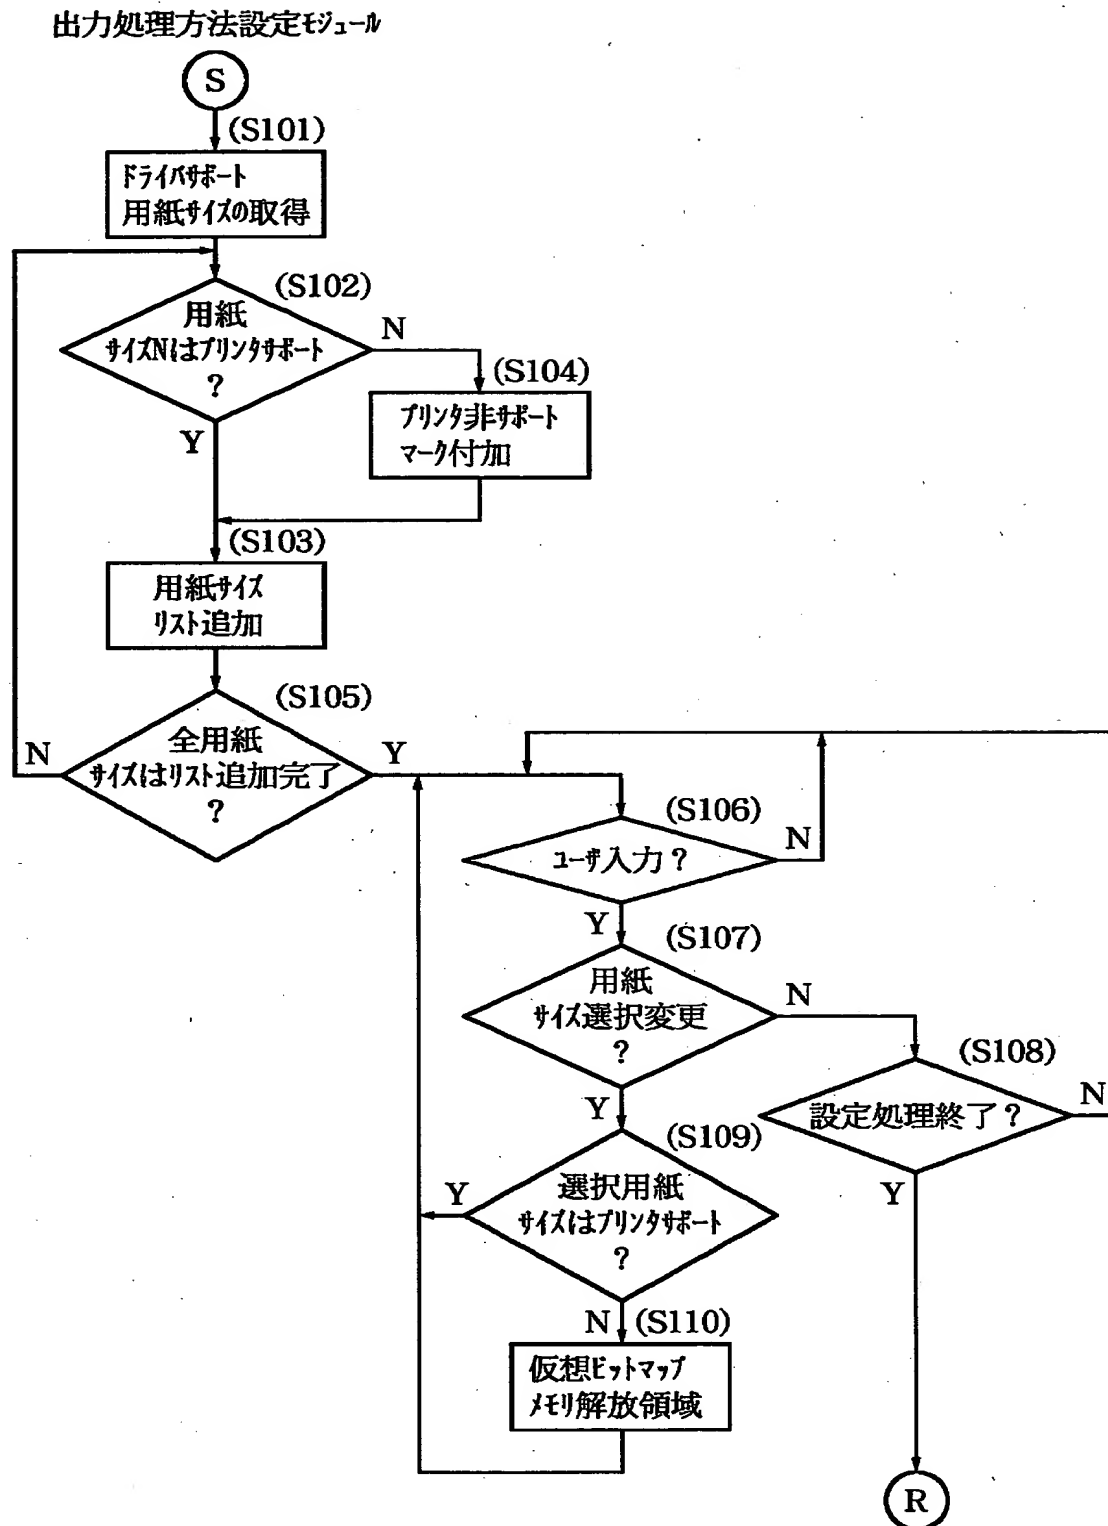 出力処理方法設定ﾓｼﾞｭｰﾙ
S
(S101)
ﾄﾞﾗｲﾊﾞｻﾎﾟｰﾄ
用紙ｻｲｽﾞの取得
(S102)
用紙
ｻｲｽﾞNはﾌﾟﾘﾝﾀｻﾎﾟｰﾄ
?
N
Y
(S104)
ﾌﾟﾘﾝﾀ非ｻﾎﾟｰﾄ
ﾏｰｸ付加
(S103)
用紙ｻｲｽﾞ
ﾘｽﾄ追加
(S105)
全用紙
ｻｲｽﾞはﾘｽﾄ追加完了
?
N
Y
(S106)
ﾕｰｻﾞ入力?
N
Y
(S107)
用紙
ｻｲｽﾞ選択変更
?
N
Y
(S108)
設定処理終了?
N
Y
(S109)
選択用紙
ｻｲｽﾞはﾌﾟﾘﾝﾀｻﾎﾟｰﾄ
?
Y
N
(S110)
仮想ﾋﾞｯﾄﾏｯﾌﾟ
ﾒﾓﾘ解放領域
R